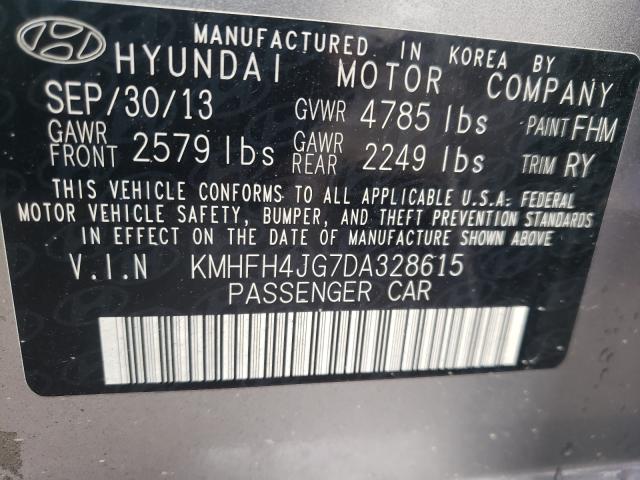 MANUFACTURED IN KOREA BY
HYUNDAI MOTOR COMPANY
SEP/30/13 GVWR 4785 lbs PAINT FHM
GAWR FRONT 2579 lbs GAWR REAR 2249 lbs TRIM RY
THIS VEHICLE CONFORMS TO ALL APPLICABLE U.S.A. FEDERAL
MOTOR VEHICLE SAFETY, BUMPER, AND THEFT PREVENTION STANDARDS
IN EFFECT ON THE DATE OF MANUFACTURE SHOWN ABOVE
V.I.N KMHFH4JG7DA328615
PASSENGER CAR